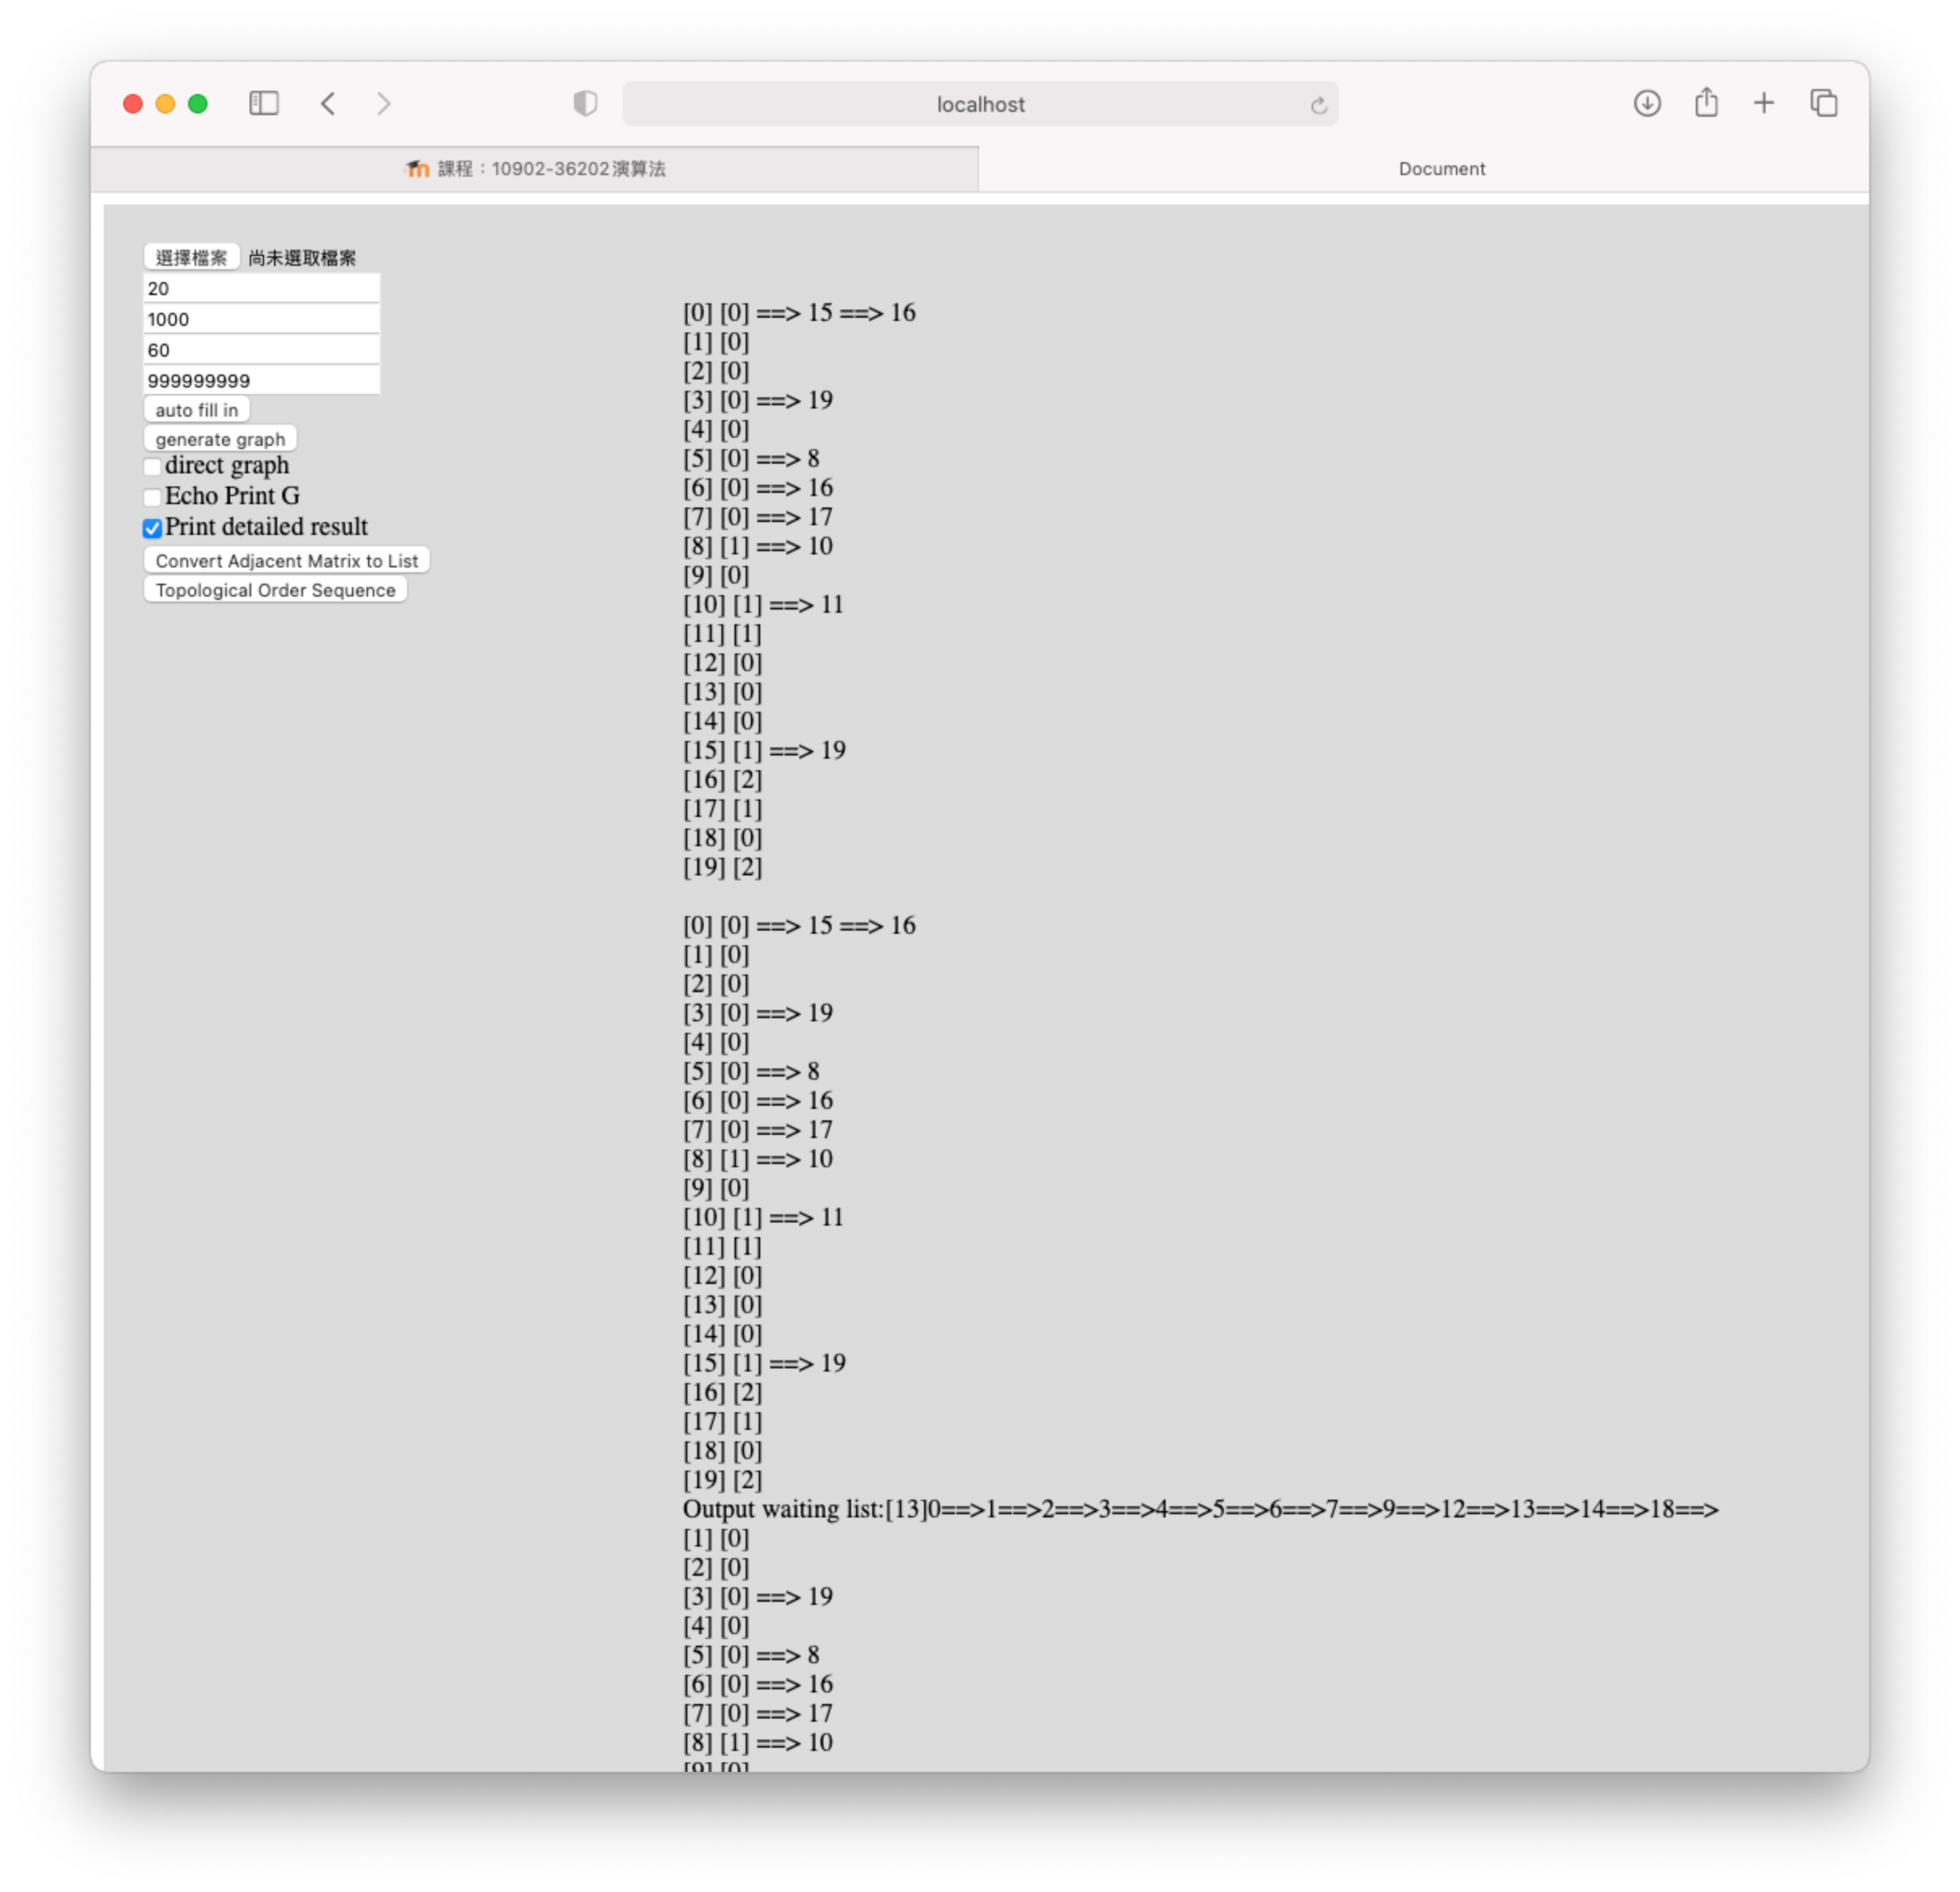 localhost
課程：10902-36202演算法
Document
選擇檔案 尚未選取檔案
20
1000
60
999999999
auto fill in
generate graph
direct graph
Echo Print G
Print detailed result
Convert Adjacent Matrix to List
Topological Order Sequence
[0] [0] ==> 15 ==> 16
[1] [0]
[2] [0]
[3] [0] ==> 19
[4] [0]
[5] [0] ==> 8
[6] [0] ==> 16
[7] [0] ==> 17
[8] [1] ==> 10
[9] [0]
[10] [1] ==> 11
[11] [1]
[12] [0]
[13] [0]
[14] [0]
[15] [1] ==> 19
[16] [2]
[17] [1]
[18] [0]
[19] [2]
[0] [0] ==> 15 ==> 16
[1] [0]
[2] [0]
[3] [0] ==> 19
[4] [0]
[5] [0] ==> 8
[6] [0] ==> 16
[7] [0] ==> 17
[8] [1] ==> 10
[9] [0]
[10] [1] ==> 11
[11] [1]
[12] [0]
[13] [0]
[14] [0]
[15] [1] ==> 19
[16] [2]
[17] [1]
[18] [0]
[19] [2]
Output waiting list:[13]0==>1==>2==>3==>4==>5==>6==>7==>9==>12==>13==>14==>18==>
[1] [0]
[2] [0]
[3] [0] ==> 19
[4] [0]
[5] [0] ==> 8
[6] [0] ==> 16
[7] [0] ==> 17
[8] [1] ==> 10
[9] [0]